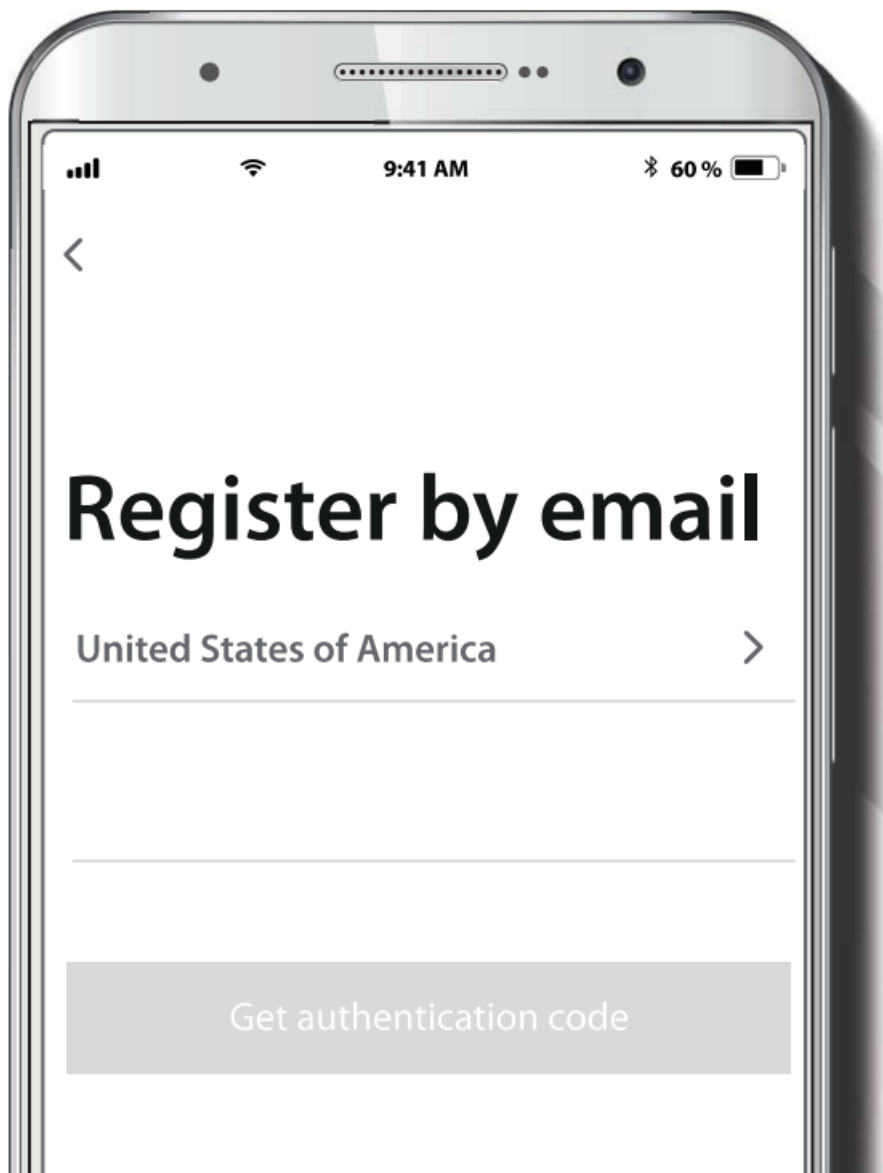 9:41 AM 60 %
Register by email
United States of America
Get authentication code